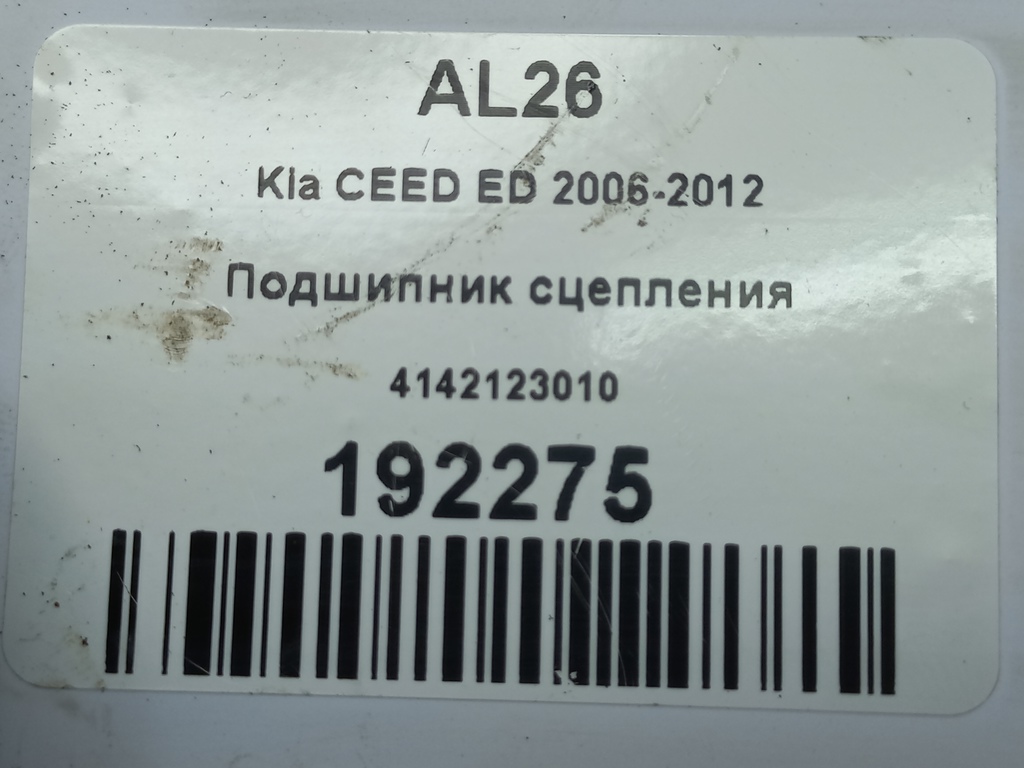 AL26
Kia CEED ED 2006-2012
Подшипник сцепления
4142123010
192275